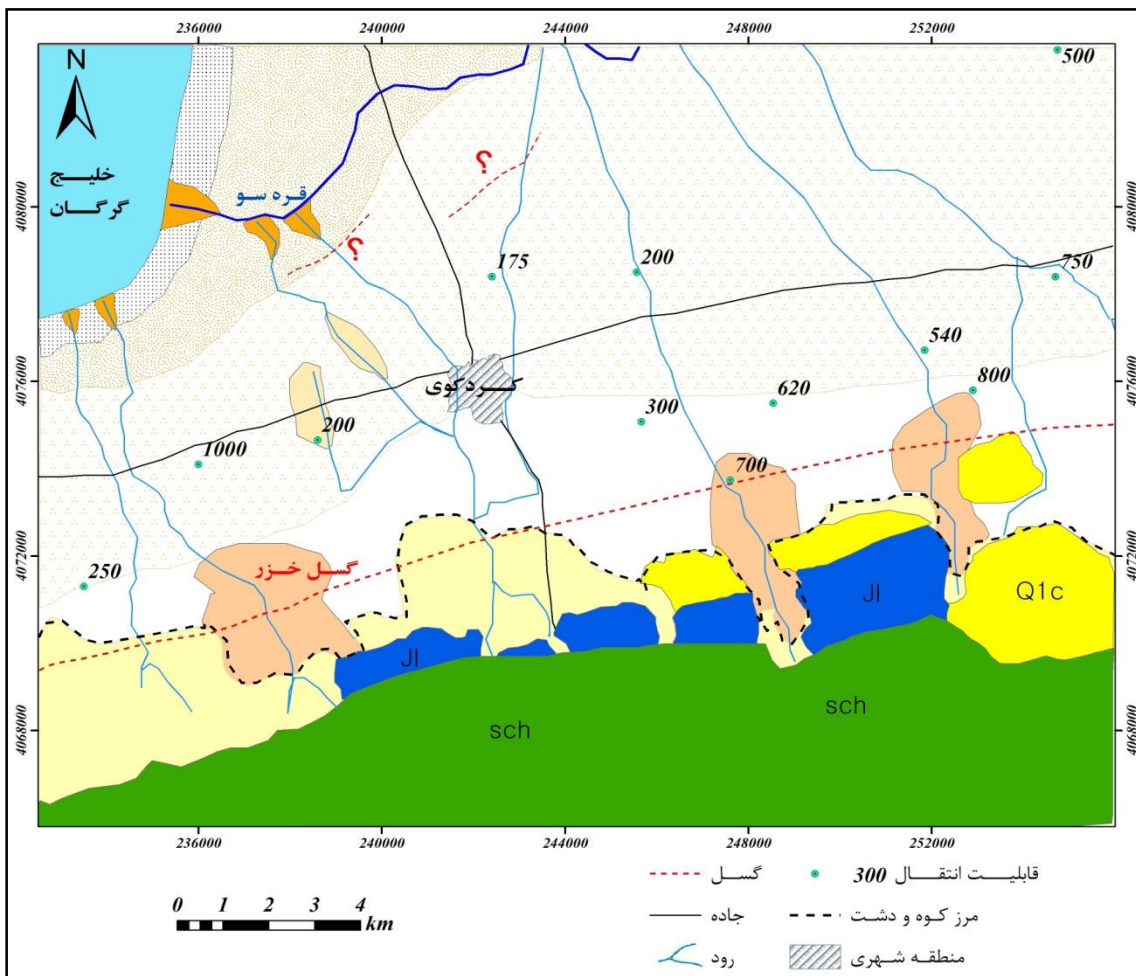 236000 240000 244000 248000 252000
N
500
خلیج
گرگان
قره سو
؟
4080000
4080000
؟
175
200
750
540
4076000
4076000
کردکوی
800
620
300
200
1000
700
4072000
4072000
گسل خزر
250
Jl
Q1c
Jl
sch
sch
4068000
4068000
236000 240000 244000 248000 252000
گسل
300 قابلیت انتقال
جاده
مرز کوه و دشت
رود
منطقه شهری
0 1 2 3 4
km